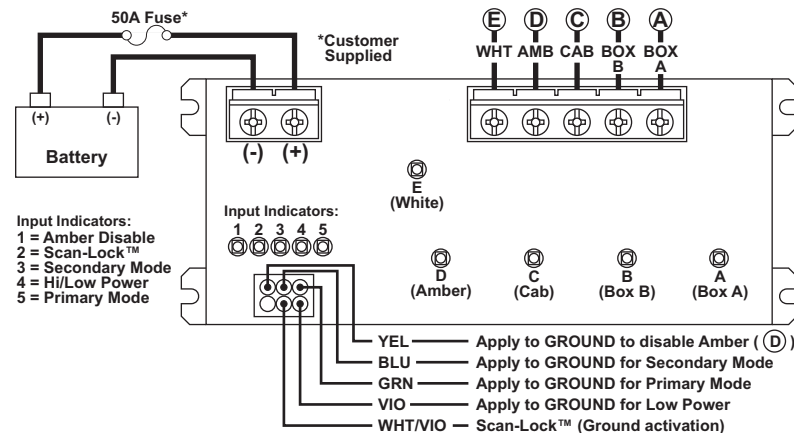 50A Fuse*
*Customer
Supplied
E D C B A
WHT AMB CAB BOX B BOX A
(+) (-)
Battery
(-) (+)
E
(White)
Input Indicators:
1 = Amber Disable
2 = Scan-Lock™
3 = Secondary Mode
4 = Hi/Low Power
5 = Primary Mode
Input Indicators:
1 2 3 4 5
D
(Amber)
C
(Cab)
B
(Box B)
A
(Box A)
YEL Apply to GROUND to disable Amber ( D )
BLU Apply to GROUND for Secondary Mode
GRN Apply to GROUND for Primary Mode
VIO Apply to GROUND for Low Power
WHT/VIO Scan-Lock™ (Ground activation)